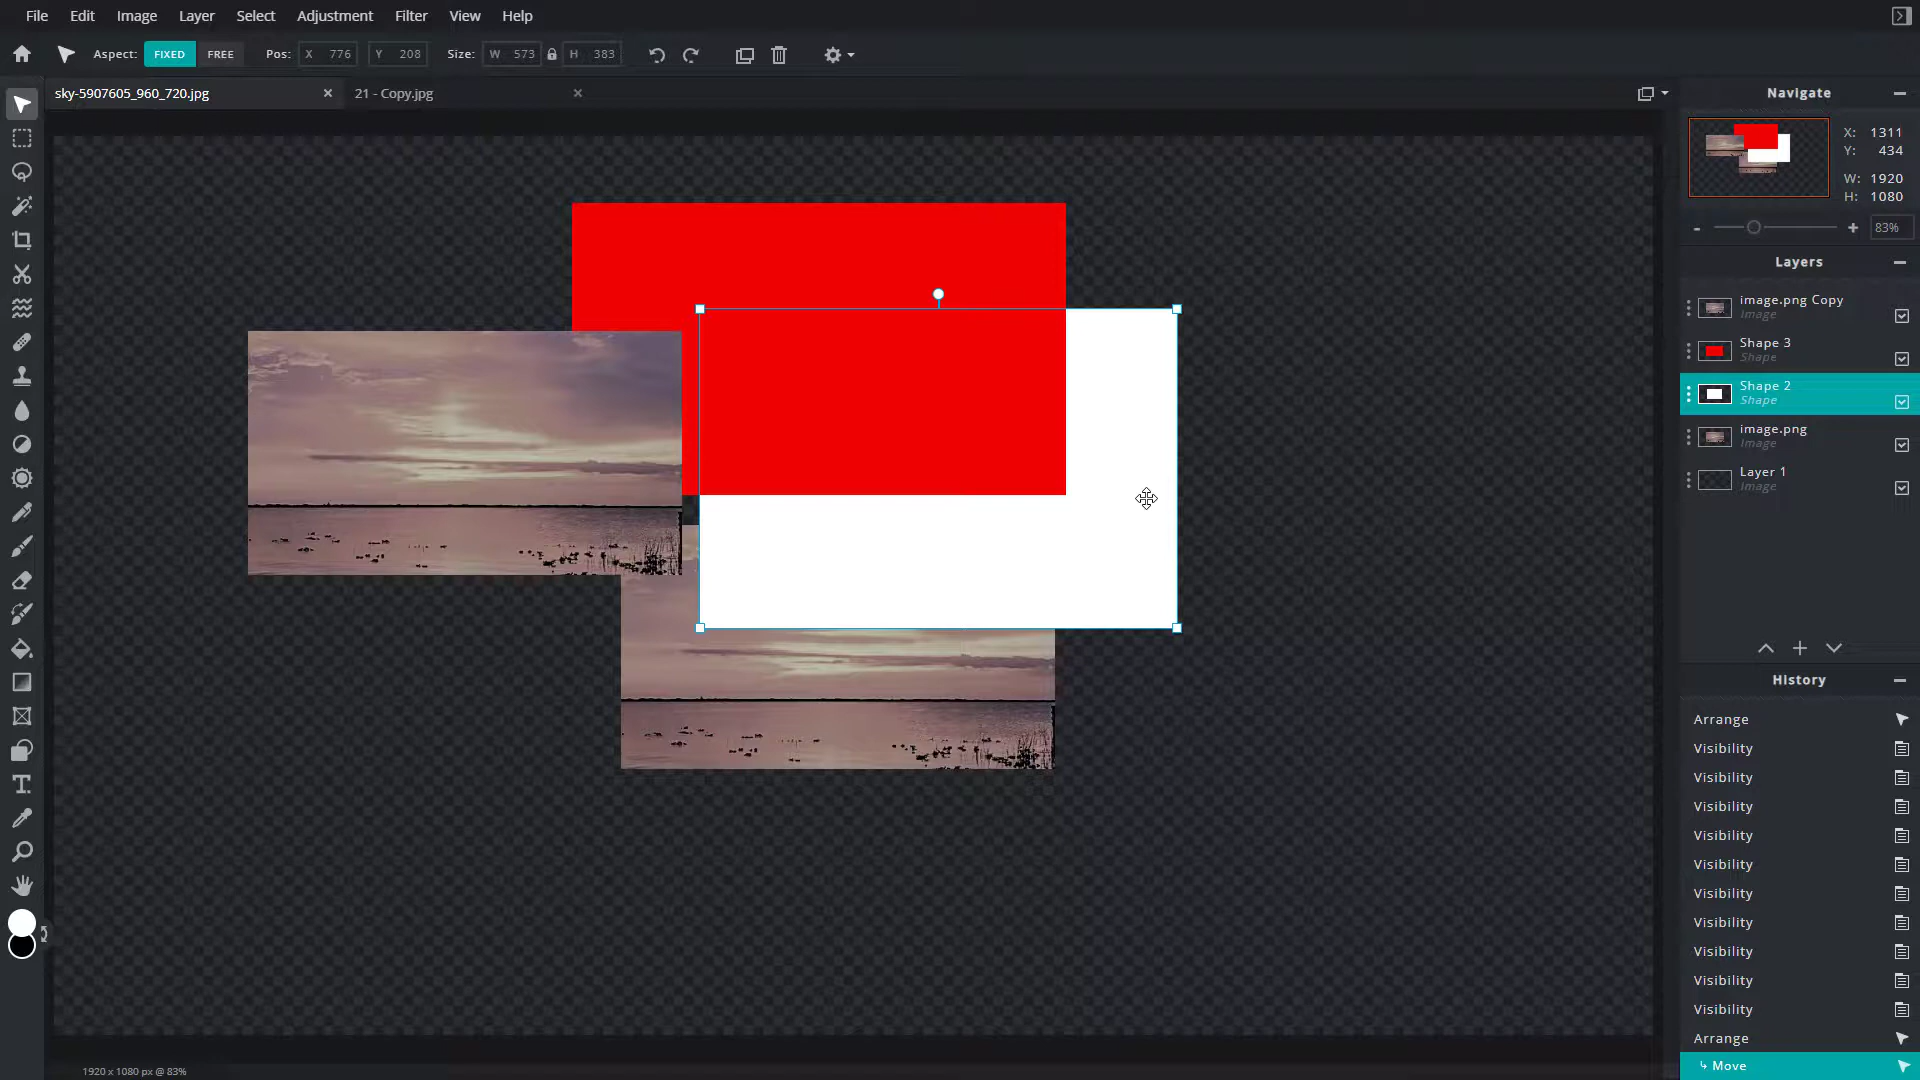 File Edit Image Layer Select Adjustment Filter View Help
Aspect: FIXED FREE Pos: X 776 Y 208 Size: W 573 H 383
sky-5907605_960_720.jpg 21 - Copy.jpg
Navigate
X: 1311
Y: 434
W: 1920
H: 1080
- + 83%
Layers
image.png Copy
Image
Shape 3
Shape
Shape 2
Shape
image.png
Image
Layer 1
Image
History
Arrange
Visibility
Visibility
Visibility
Visibility
Visibility
Visibility
Visibility
Visibility
Visibility
Visibility
Arrange
Move
1920 x 1080 px @ 83%